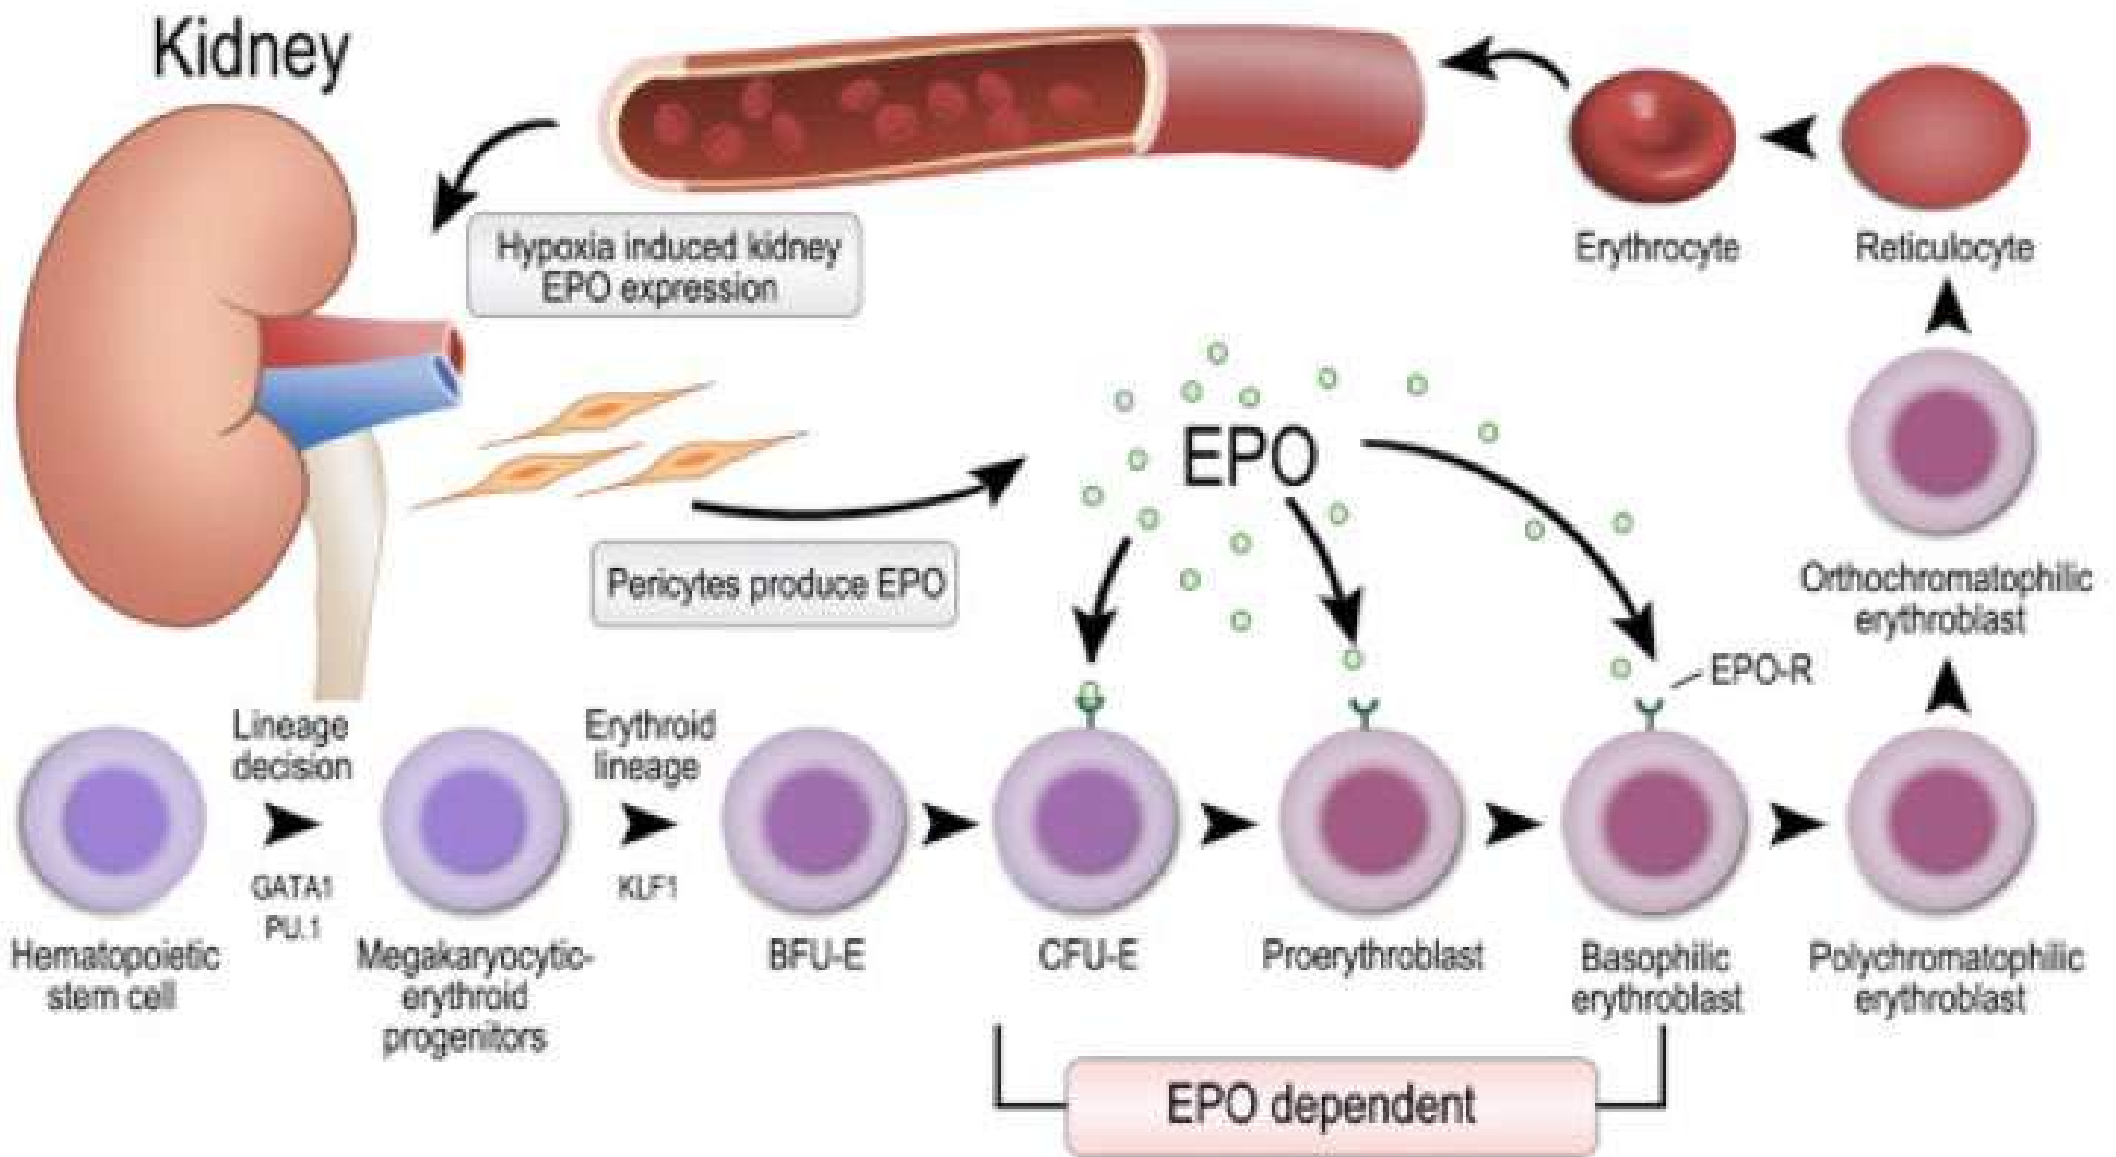 Kidney
Hypoxia induced kidney
EPO expression
Erythrocyte
Reticulocyte
EPO
Pericytes produce EPO
Orthochromatophilic
erythroblast
EPO-R
Lineage
decision
Erythroid
lineage
GATA1
PU.1
KLF1
Hematopoietic
stem cell
Megakaryocytic-
erythroid
progenitors
BFU-E
CFU-E
Proerythroblast
Basophilic
erythroblast
Polychromatophilic
erythroblast
EPO dependent